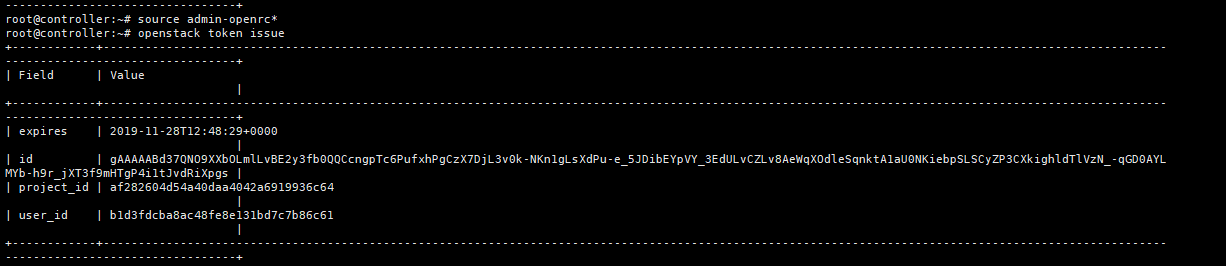 --------------------------------+
root@controller:~# source admin-openrc*
root@controller:~# openstack token issue
+------------+----------------------------------------------------------------------------------------------------------------------------------------------------------------
----------------------------------+
| Field      | Value
                                  |
+------------+----------------------------------------------------------------------------------------------------------------------------------------------------------------
----------------------------------+
| expires    | 2019-11-28T12:48:29+0000
                                  |
| id         | gAAAAABd37QNO9XXbOLmlLvBE2y3fb0QQCcngpTc6PufxhPgCzX7DjL3v0k-NKn1gLsXdPu-e_5JDibEYpVY_3EdULvCZLv8AeWqXOdleSqnktA1aU0NKiebpSLSCyZP3CXkighldTlVzN_-qGD0AYL
MYb-h9r_jXT3f9mHTgP4i1tJvdRiXpgs |
| project_id | af282604d54a40daa4042a6919936c64
                                  |
| user_id    | b1d3fdcba8ac48fe8e131bd7c7b86c61
                                  |
+------------+----------------------------------------------------------------------------------------------------------------------------------------------------------------
----------------------------------+